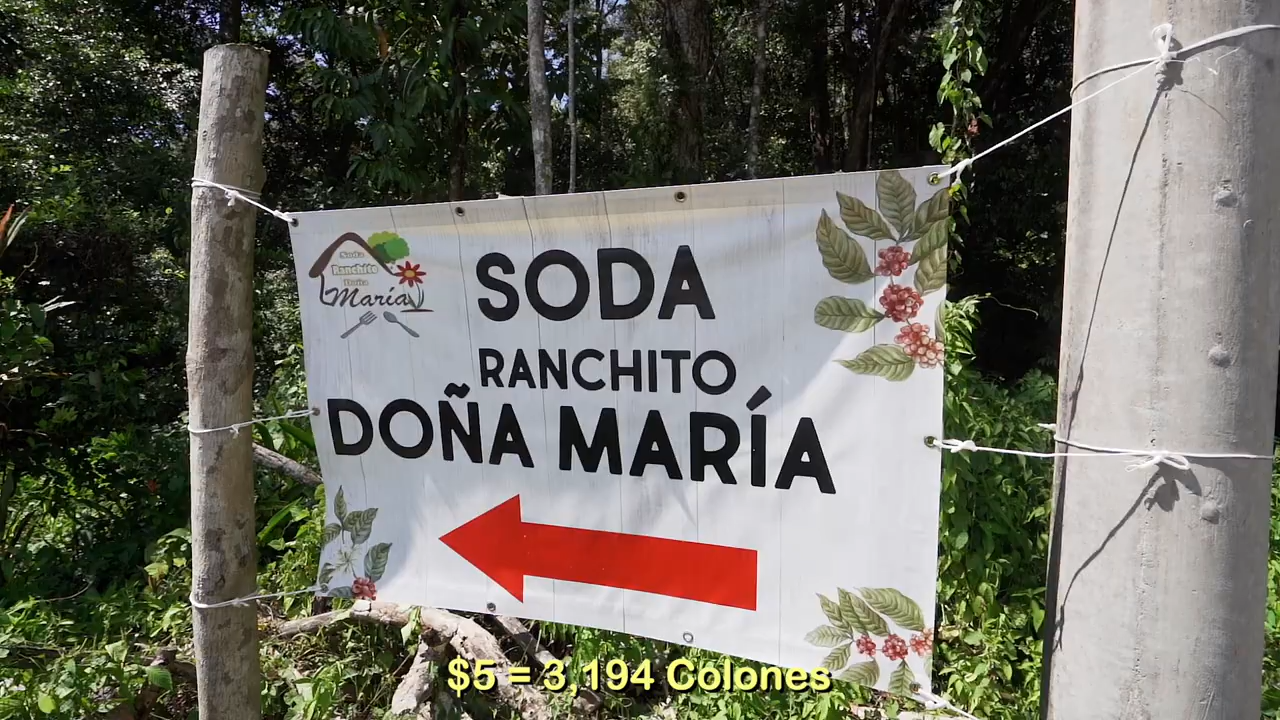 Soda
Ranchito
Doña
María
SODA
RANCHITO
DOÑA MARÍA
$5 = 3,194 Colones